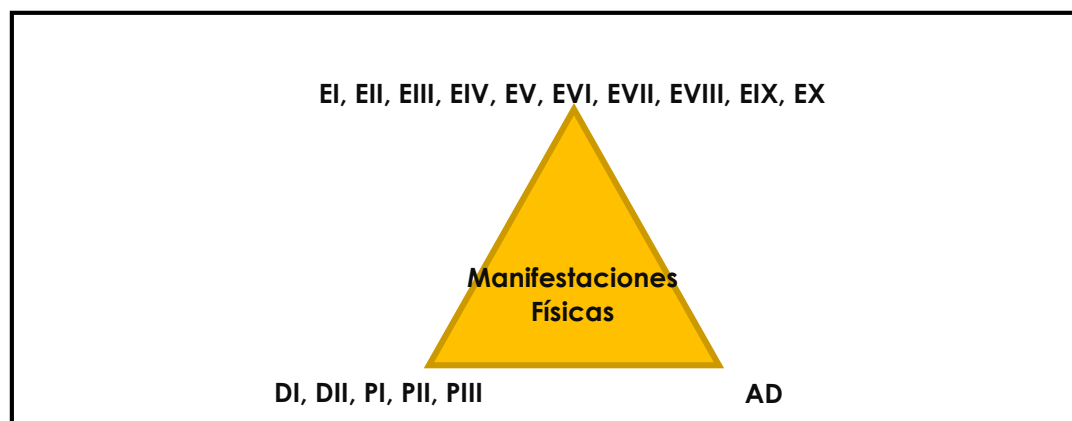 EI, EII, EIII, EIV, EV, EVI, EVII, EVIII, EIX, EX
Manifestaciones
Físicas
DI, DII, PI, PII, PIII
AD